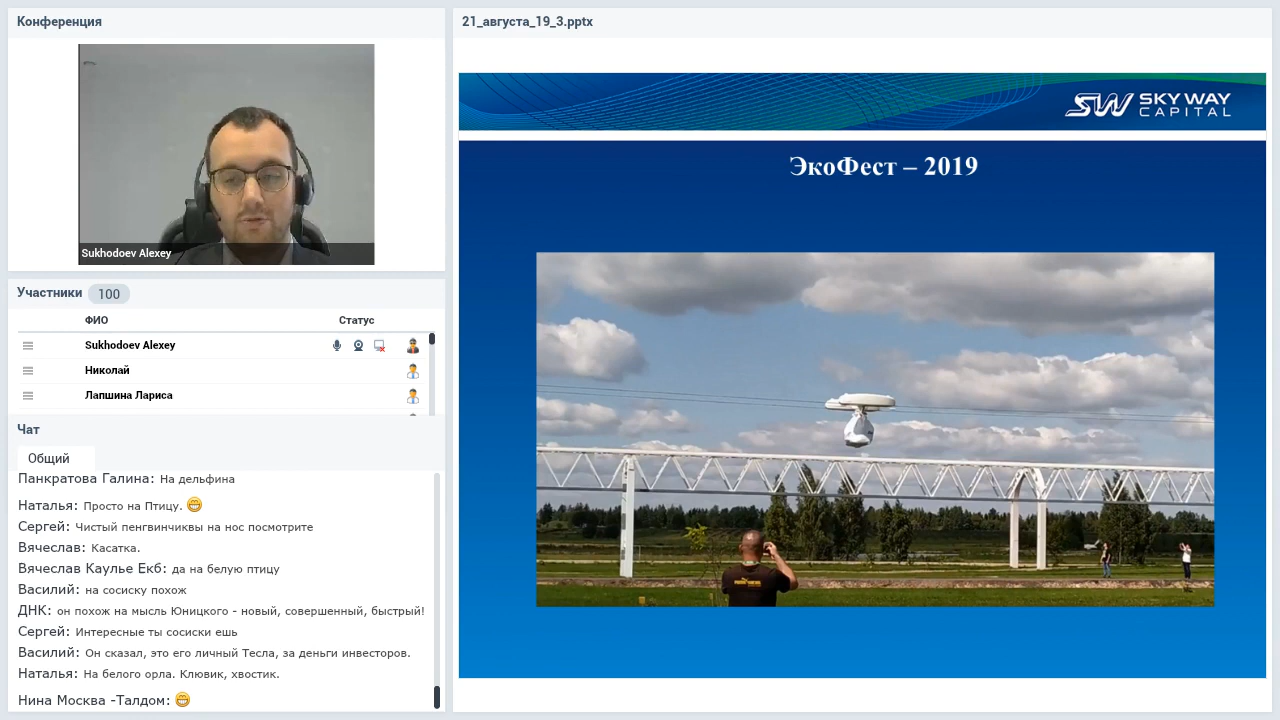 Конференция
Sukhodoev Alexey
Участники 100
ФИО Статус
Sukhodoev Alexey
Николай
Лапшина Лариса
Чат
Общий
Панкратова Галина: На дельфина
Наталья: Просто на Птицу. 😁
Сергей: Чистый пенгвинчиквы на нос посмотрите
Вячеслав: Касатка.
Вячеслав Каулье Екб: да на белую птицу
Василий: на сосиску похож
ДНК: он похож на мысль Юницкого - новый, совершенный, быстрый!
Сергей: Интересные ты сосиски ешь
Василий: Он сказал, это его личный Тесла, за деньги инвесторов.
Наталья: На белого орла. Клювик, хвостик.
Нина Москва -Талдом: 😁
21_августа_19_3.pptx
SW SKY WAY
CAPITAL
ЭкоФест – 2019